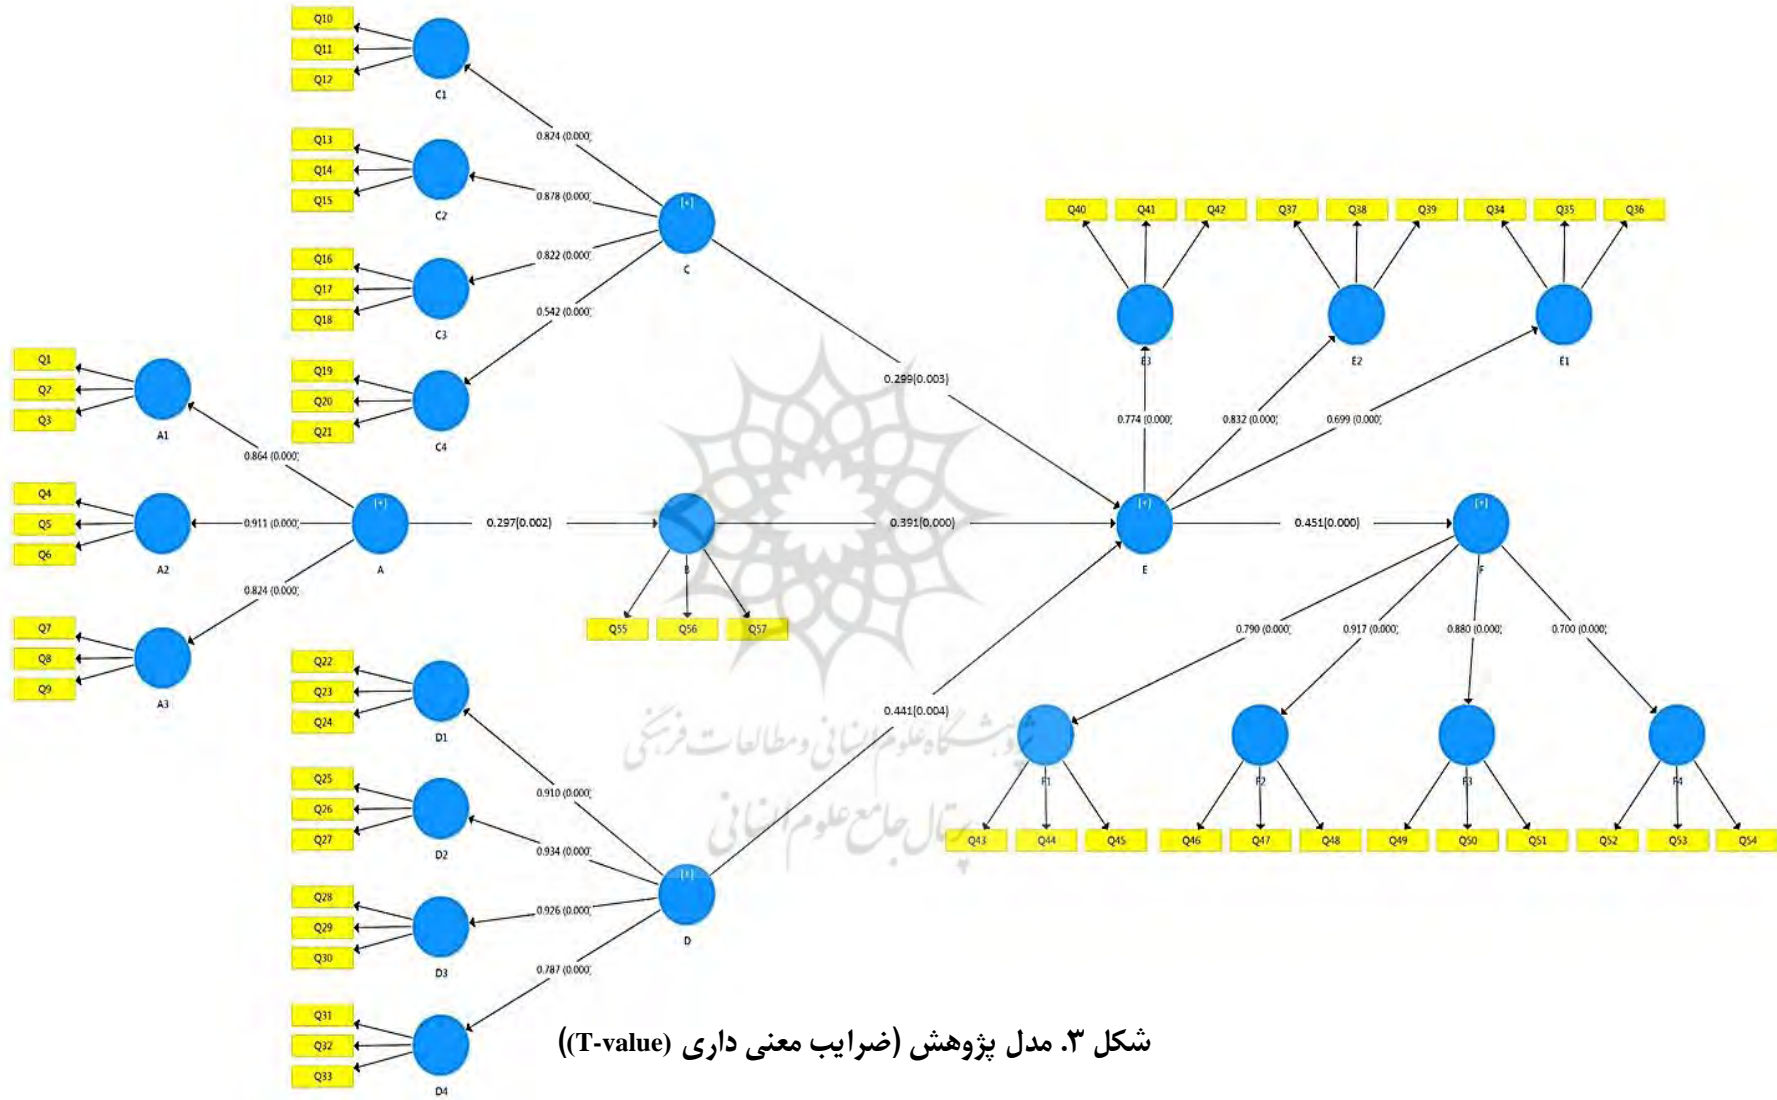 Q10
Q11
Q12
C1
0.824 (0.000;
Q13
Q14
Q15
C2
0.878 (0.000;
[+]
C
Q16
Q17
Q18
C3
0.822 (0.000;
Q19
Q20
Q21
C4
0.542 (0.000;
Q40 Q41 Q42 Q37 Q38 Q39 Q34 Q35 Q36
E3 E2 E1
0.774 (0.000; 0.832 (0.000; 0.699 (0.000;
0.299(0.003)
Q1
Q2
Q3
A1
0.864 (0.000;
Q4
Q5
Q6
A2
0.911 (0.000;
[+]
A
0.297(0.002)
B
0.391(0.000)
[+]
E
0.451(0.000)
[+]
F
Q7
Q8
Q9
A3
0.824 (0.000;
Q55 Q56 Q57
0.790 (0.000; 0.917 (0.000; 0.880 (0.000; 0.700 (0.000;
Q22
Q23
Q24
D1
0.910 (0.000;
0.441(0.004)
پژوهشگاه علوم انسانی و مطالعات فرهنگی
پرتال جامع علوم انسانی
F1 F2 F3 F4
Q43 Q44 Q45 Q46 Q47 Q48 Q49 Q50 Q51 Q52 Q53 Q54
Q25
Q26
Q27
D2
0.934 (0.000;
[+]
D
Q28
Q29
Q30
D3
0.926 (0.000;
Q31
Q32
Q33
D4
0.787 (0.000;
شکل ۳. مدل پژوهش (ضرایب معنی داری (T-value))